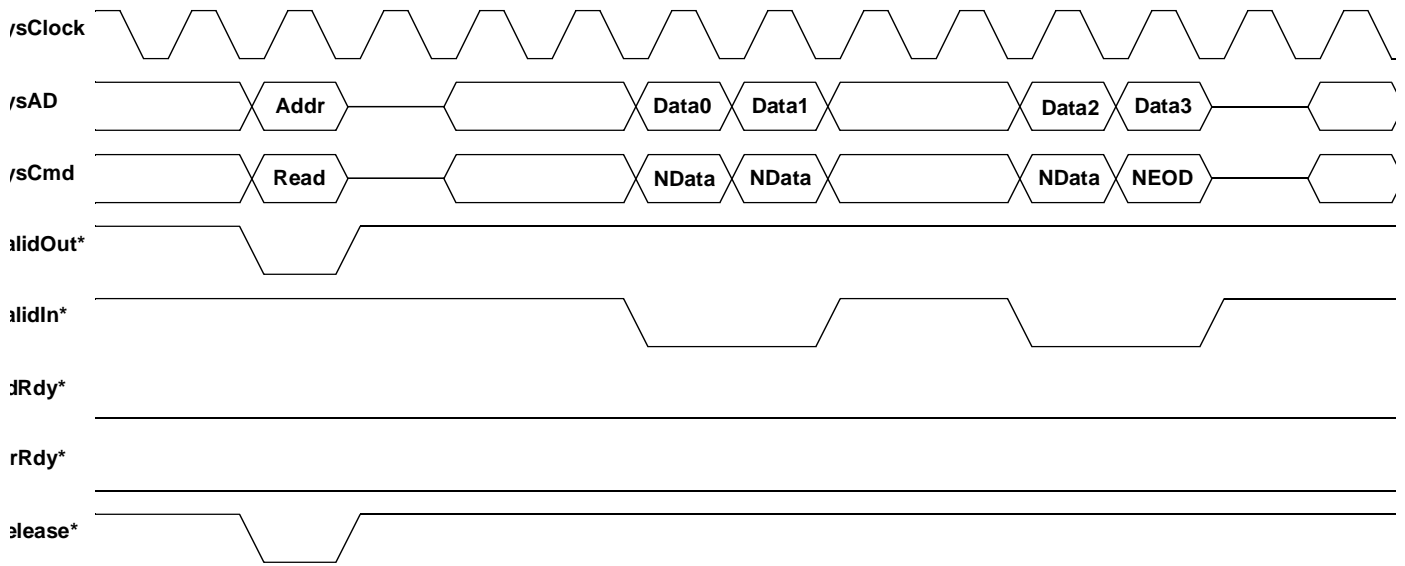 ysClock
ysAD Addr Data0 Data1 Data2 Data3
ysCmd Read NData NData NData NEOD
alidOut*
alidIn*
dRdy*
rRdy*
elease*